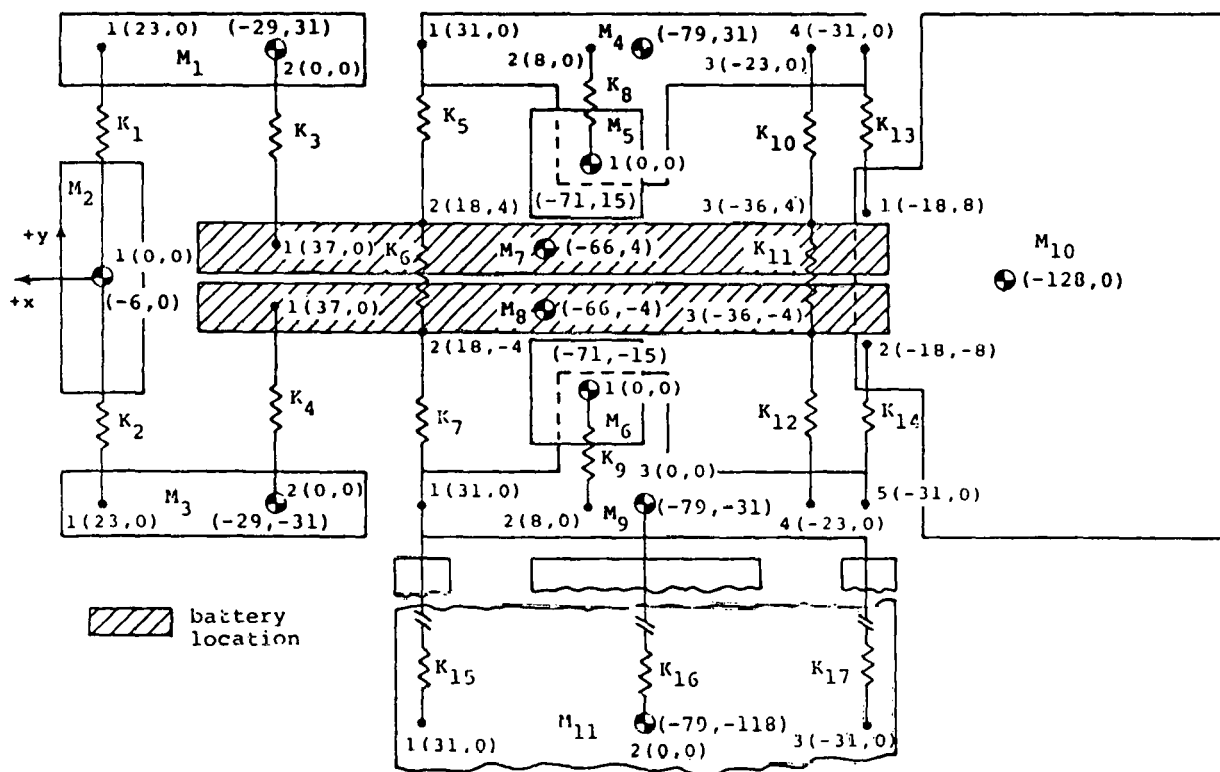 1(23,0) (-29,31) 1(31,0) M4 (-79,31) 4(-31,0)
M1 2(0,0) 2(8,0) 3(-23,0)
K1 K3 K5 K8 K10 K13
M5
1(0,0)
M2 (-71,15)
2(18,4) 3(-36,4) 1(-18,8)
+y
1(0,0) 1(37,0) K6 M7 (-66,4) K11 M10
+x (-6,0) (-128,0)
1(37,0) M8 (-66,-4) 3(-36,-4)
2(18,-4 (-71,-15) 2(-18,-8)
1(0,0)
K2 K4 K7 M6 K12 K14
K9 3(0,0)
M3 2(0,0) 1(31,0) (-79,-31) 5(-31,0)
1(23,0) (-29,-31) 2(8,0) M9 4(-23,0)
battery
location
K15 K16 K17
M11 (-79,-118)
1(31,0) 2(0,0) 3(-31,0)